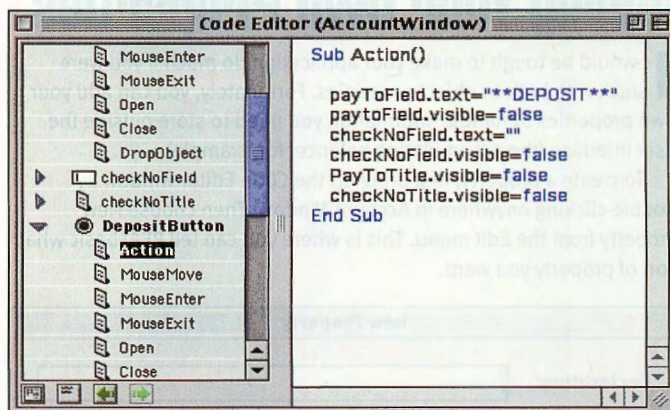 Code Editor (AccountWindow)
MouseEnter
MouseExit
Open
Close
DropObject
checkNoField
checkNoTitle
DepositButton
Action
MouseMove
MouseEnter
MouseExit
Open
Close
Sub Action()
payToField.text="**DEPOSIT**"
payToField.visible=false
checkNoField.text=""
checkNoField.visible=false
PayToTitle.visible=false
checkNoTitle.visible=false
End Sub